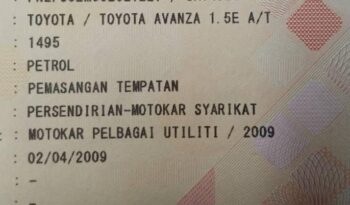 : TOYOTA / TOYOTA AVANZA 1.5E A/T
: 1495
: PETROL
: PEMASANGAN TEMPATAN
: PERSENDIRIAN-MOTOKAR SYARIKAT
: MOTOKAR PELBAGAI UTILITI / 2009
: 02/04/2009
: -
: -